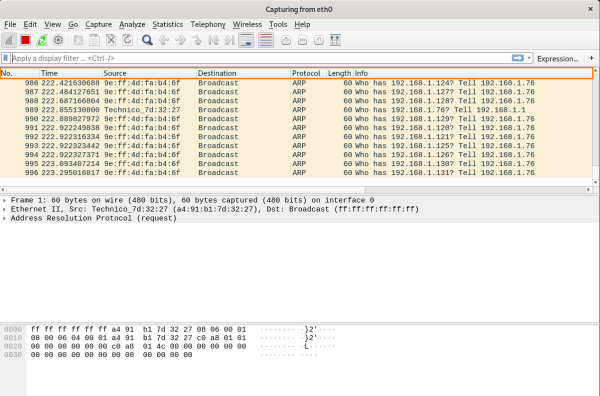 Capturing from eth0
File Edit View Go Capture Analyze Statistics Telephony Wireless Tools Help
Apply a display filter ... <Ctrl-/> Expression... +
No. Time Source Destination Protocol Length Info
986 222.421630688 9e:ff:4d:fa:b4:6f Broadcast ARP 60 Who has 192.168.1.124? Tell 192.168.1.76
987 222.484127651 9e:ff:4d:fa:b4:6f Broadcast ARP 60 Who has 192.168.1.127? Tell 192.168.1.76
988 222.687166804 9e:ff:4d:fa:b4:6f Broadcast ARP 60 Who has 192.168.1.128? Tell 192.168.1.76
989 222.855130800 Technico_7d:32:27 Broadcast ARP 60 Who has 192.168.1.76? Tell 192.168.1.1
990 222.889827972 9e:ff:4d:fa:b4:6f Broadcast ARP 60 Who has 192.168.1.129? Tell 192.168.1.76
991 222.922249838 9e:ff:4d:fa:b4:6f Broadcast ARP 60 Who has 192.168.1.120? Tell 192.168.1.76
992 222.922316334 9e:ff:4d:fa:b4:6f Broadcast ARP 60 Who has 192.168.1.121? Tell 192.168.1.76
993 222.922323442 9e:ff:4d:fa:b4:6f Broadcast ARP 60 Who has 192.168.1.125? Tell 192.168.1.76
994 222.922327371 9e:ff:4d:fa:b4:6f Broadcast ARP 60 Who has 192.168.1.126? Tell 192.168.1.76
995 223.093407214 9e:ff:4d:fa:b4:6f Broadcast ARP 60 Who has 192.168.1.130? Tell 192.168.1.76
996 223.295016817 9e:ff:4d:fa:b4:6f Broadcast ARP 60 Who has 192.168.1.131? Tell 192.168.1.76
Frame 1: 60 bytes on wire (480 bits), 60 bytes captured (480 bits) on interface 0
Ethernet II, Src: Technico_7d:32:27 (a4:91:b1:7d:32:27), Dst: Broadcast (ff:ff:ff:ff:ff:ff)
Address Resolution Protocol (request)
0000 ff ff ff ff ff ff a4 91 b1 7d 32 27 08 06 00 01 ········ ·}2'····
0010 08 00 06 04 00 01 a4 91 b1 7d 32 27 c0 a8 01 01 ········ ·}2'····
0020 00 00 00 00 00 00 c0 a8 01 4c 00 00 00 00 00 00 ········ ·L······
0030 00 00 00 00 00 00 00 00 00 00 00 00 ········ ····